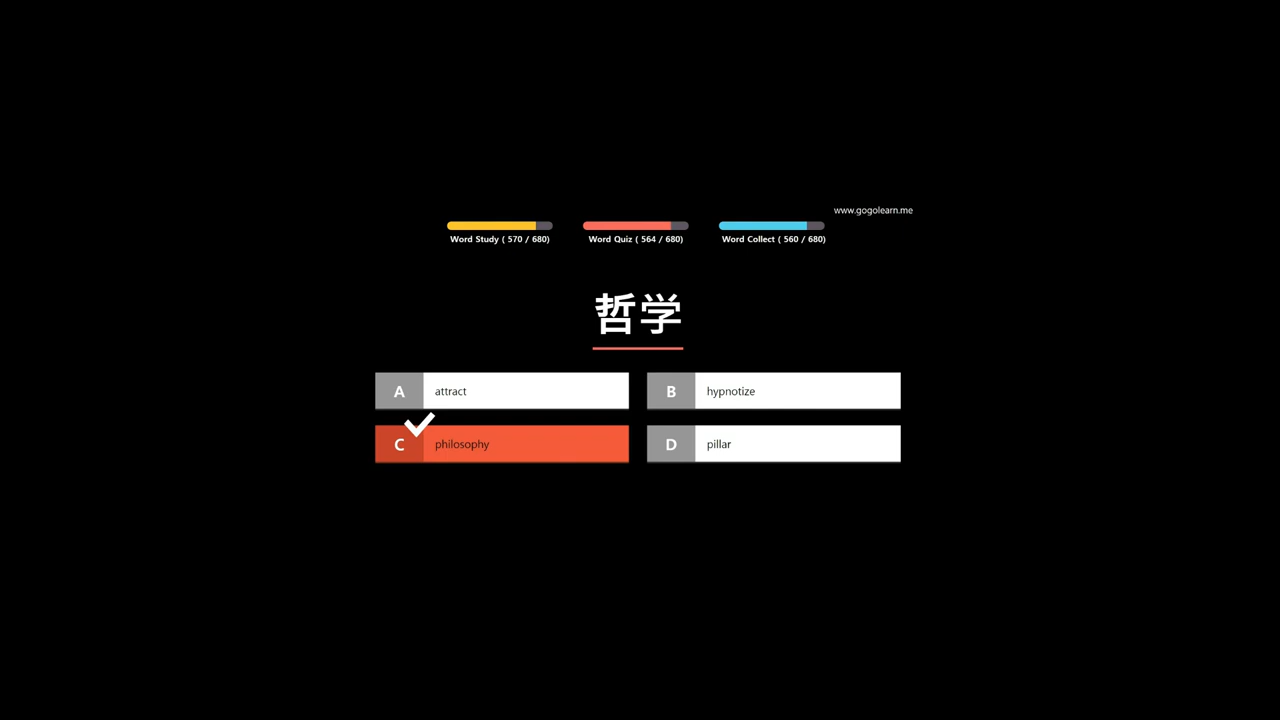 www.gogolearn.me
Word Study ( 570 / 680)
Word Quiz ( 564 / 680)
Word Collect ( 560 / 680)
哲学
A attract
B hypnotize
C philosophy
D pillar